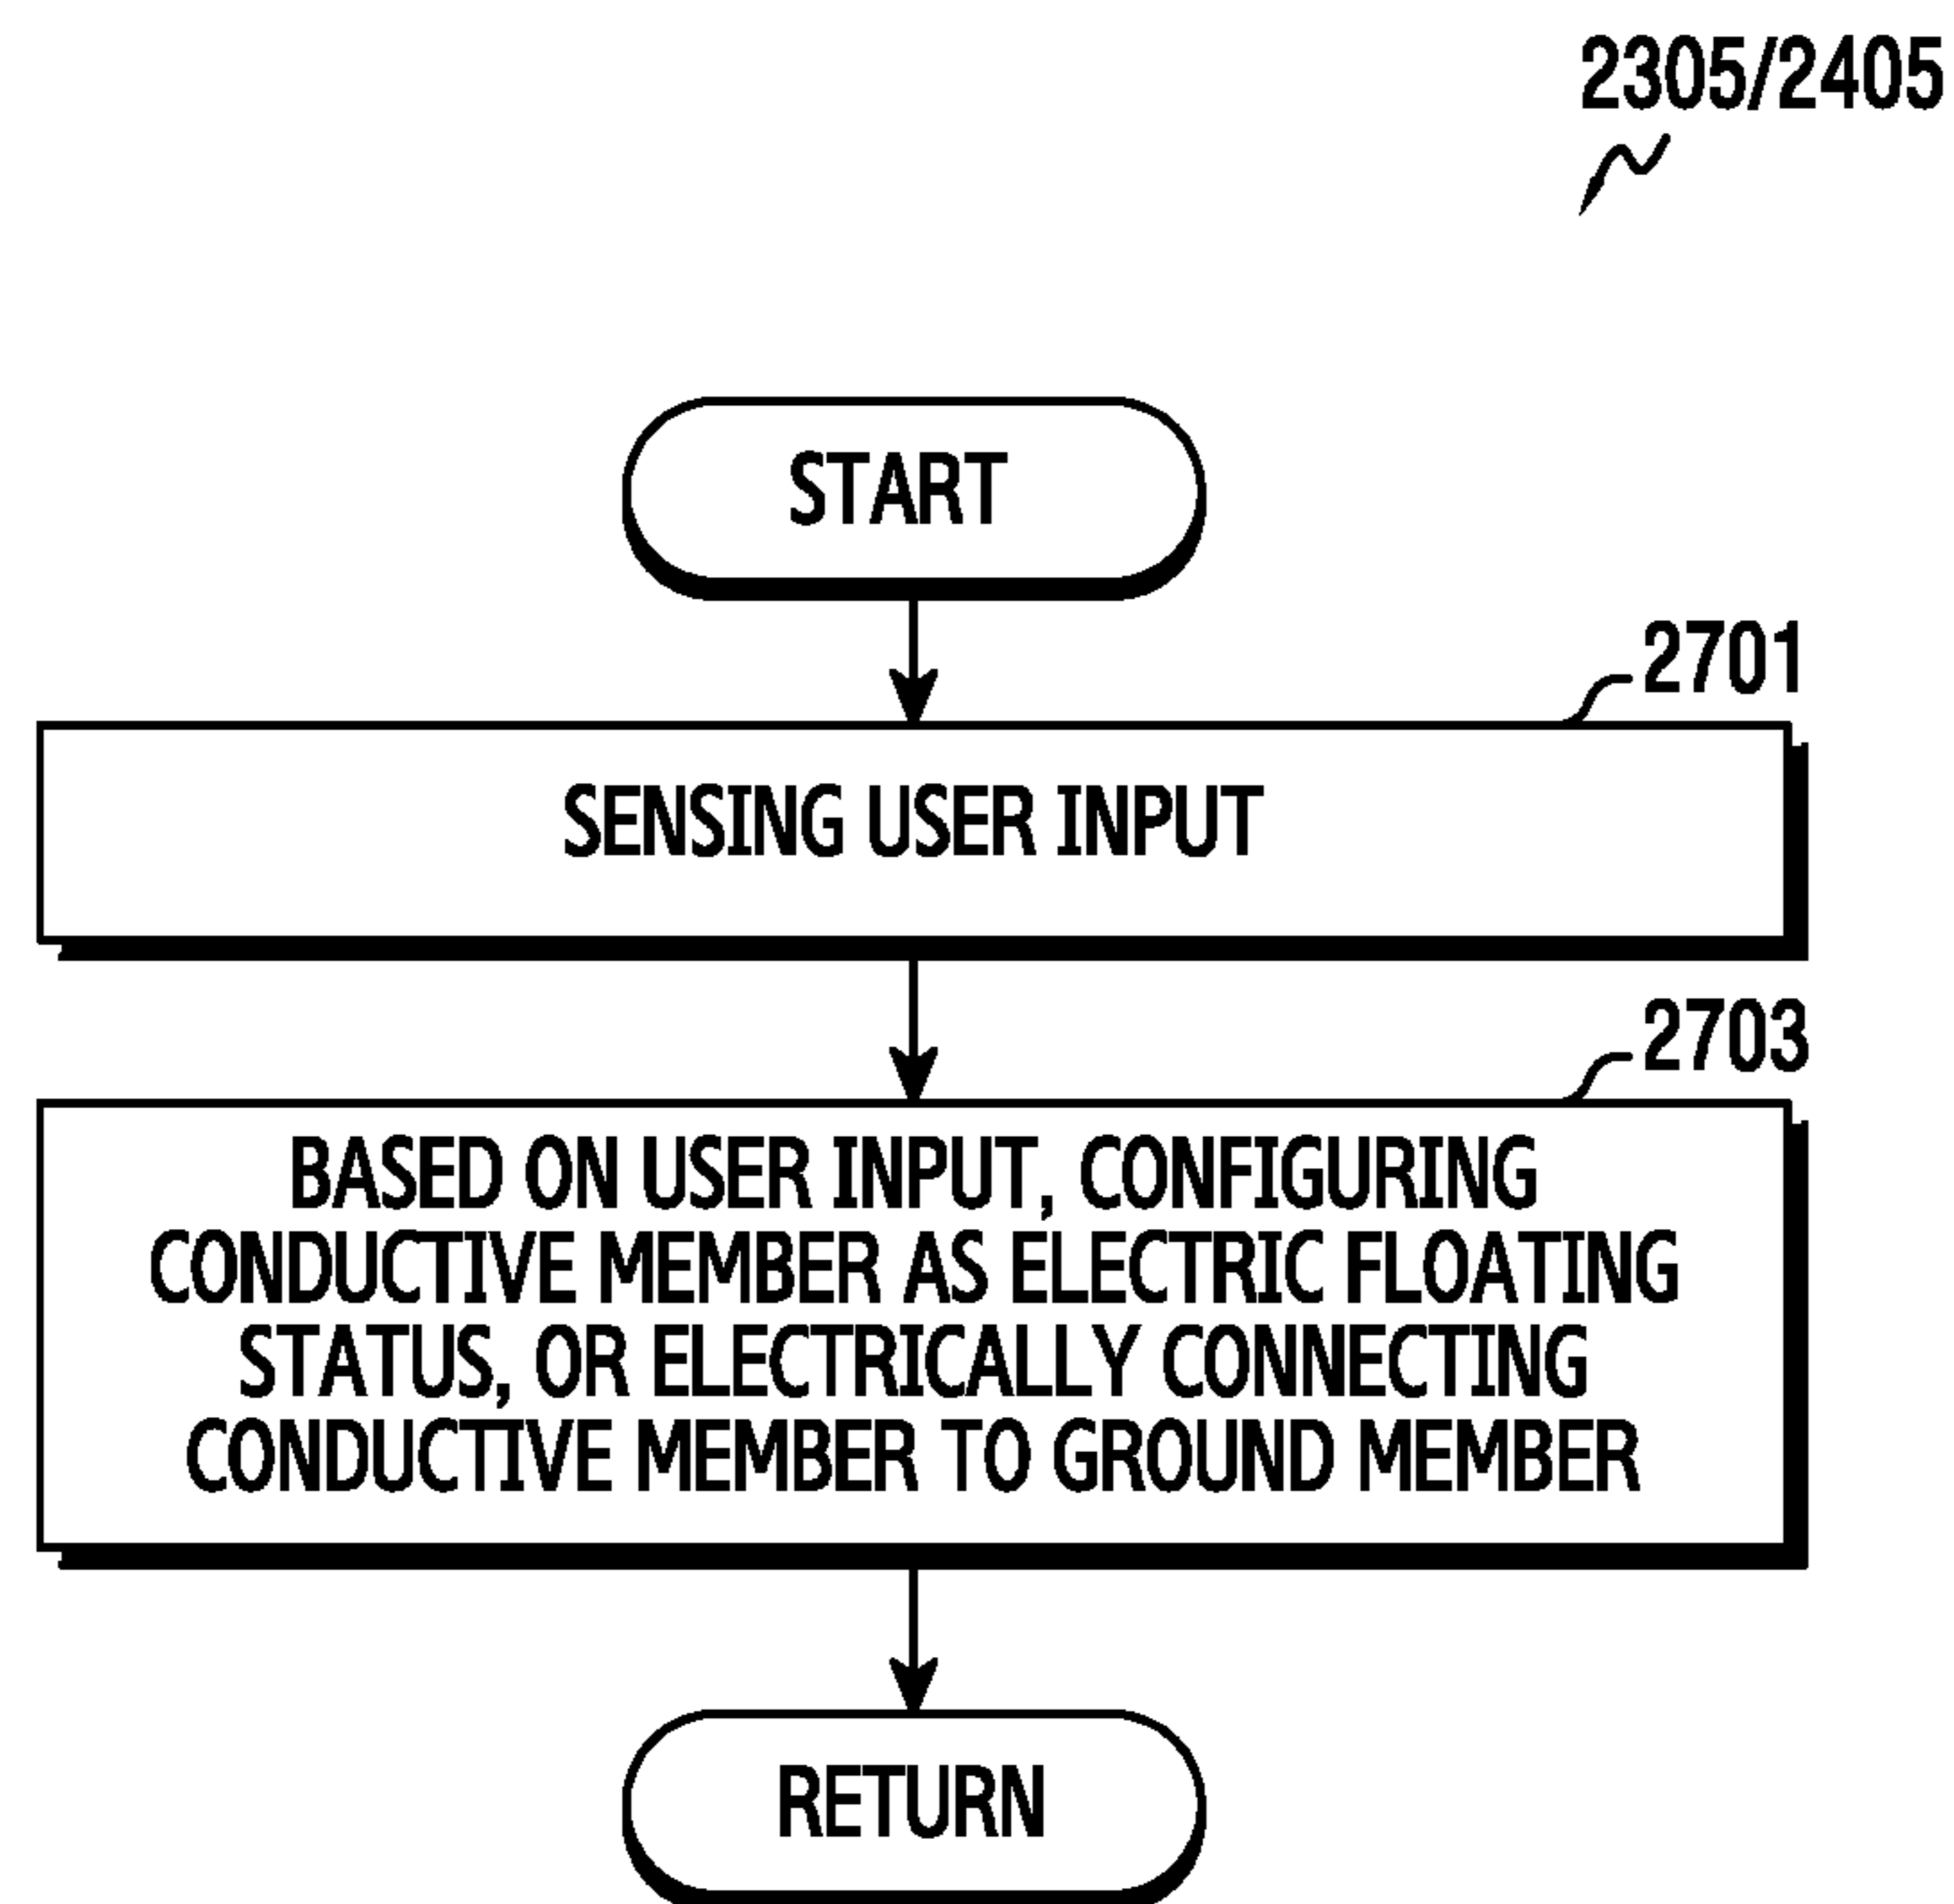 2305/2405
START
2701
SENSING USER INPUT
2703
BASED ON USER INPUT, CONFIGURING
CONDUCTIVE MEMBER AS ELECTRIC FLOATING
STATUS, OR ELECTRICALLY CONNECTING
CONDUCTIVE MEMBER TO GROUND MEMBER
RETURN